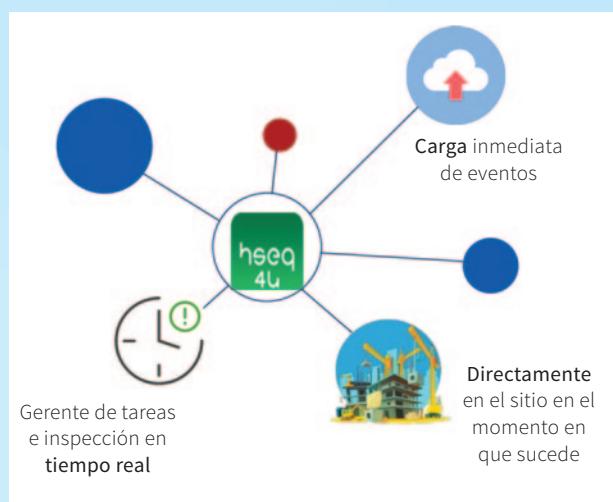 Carga inmediata
de eventos
hseq
4u
Directamente
en el sitio en el
momento en
que sucede
Gerente de tareas
e inspección en
tiempo real